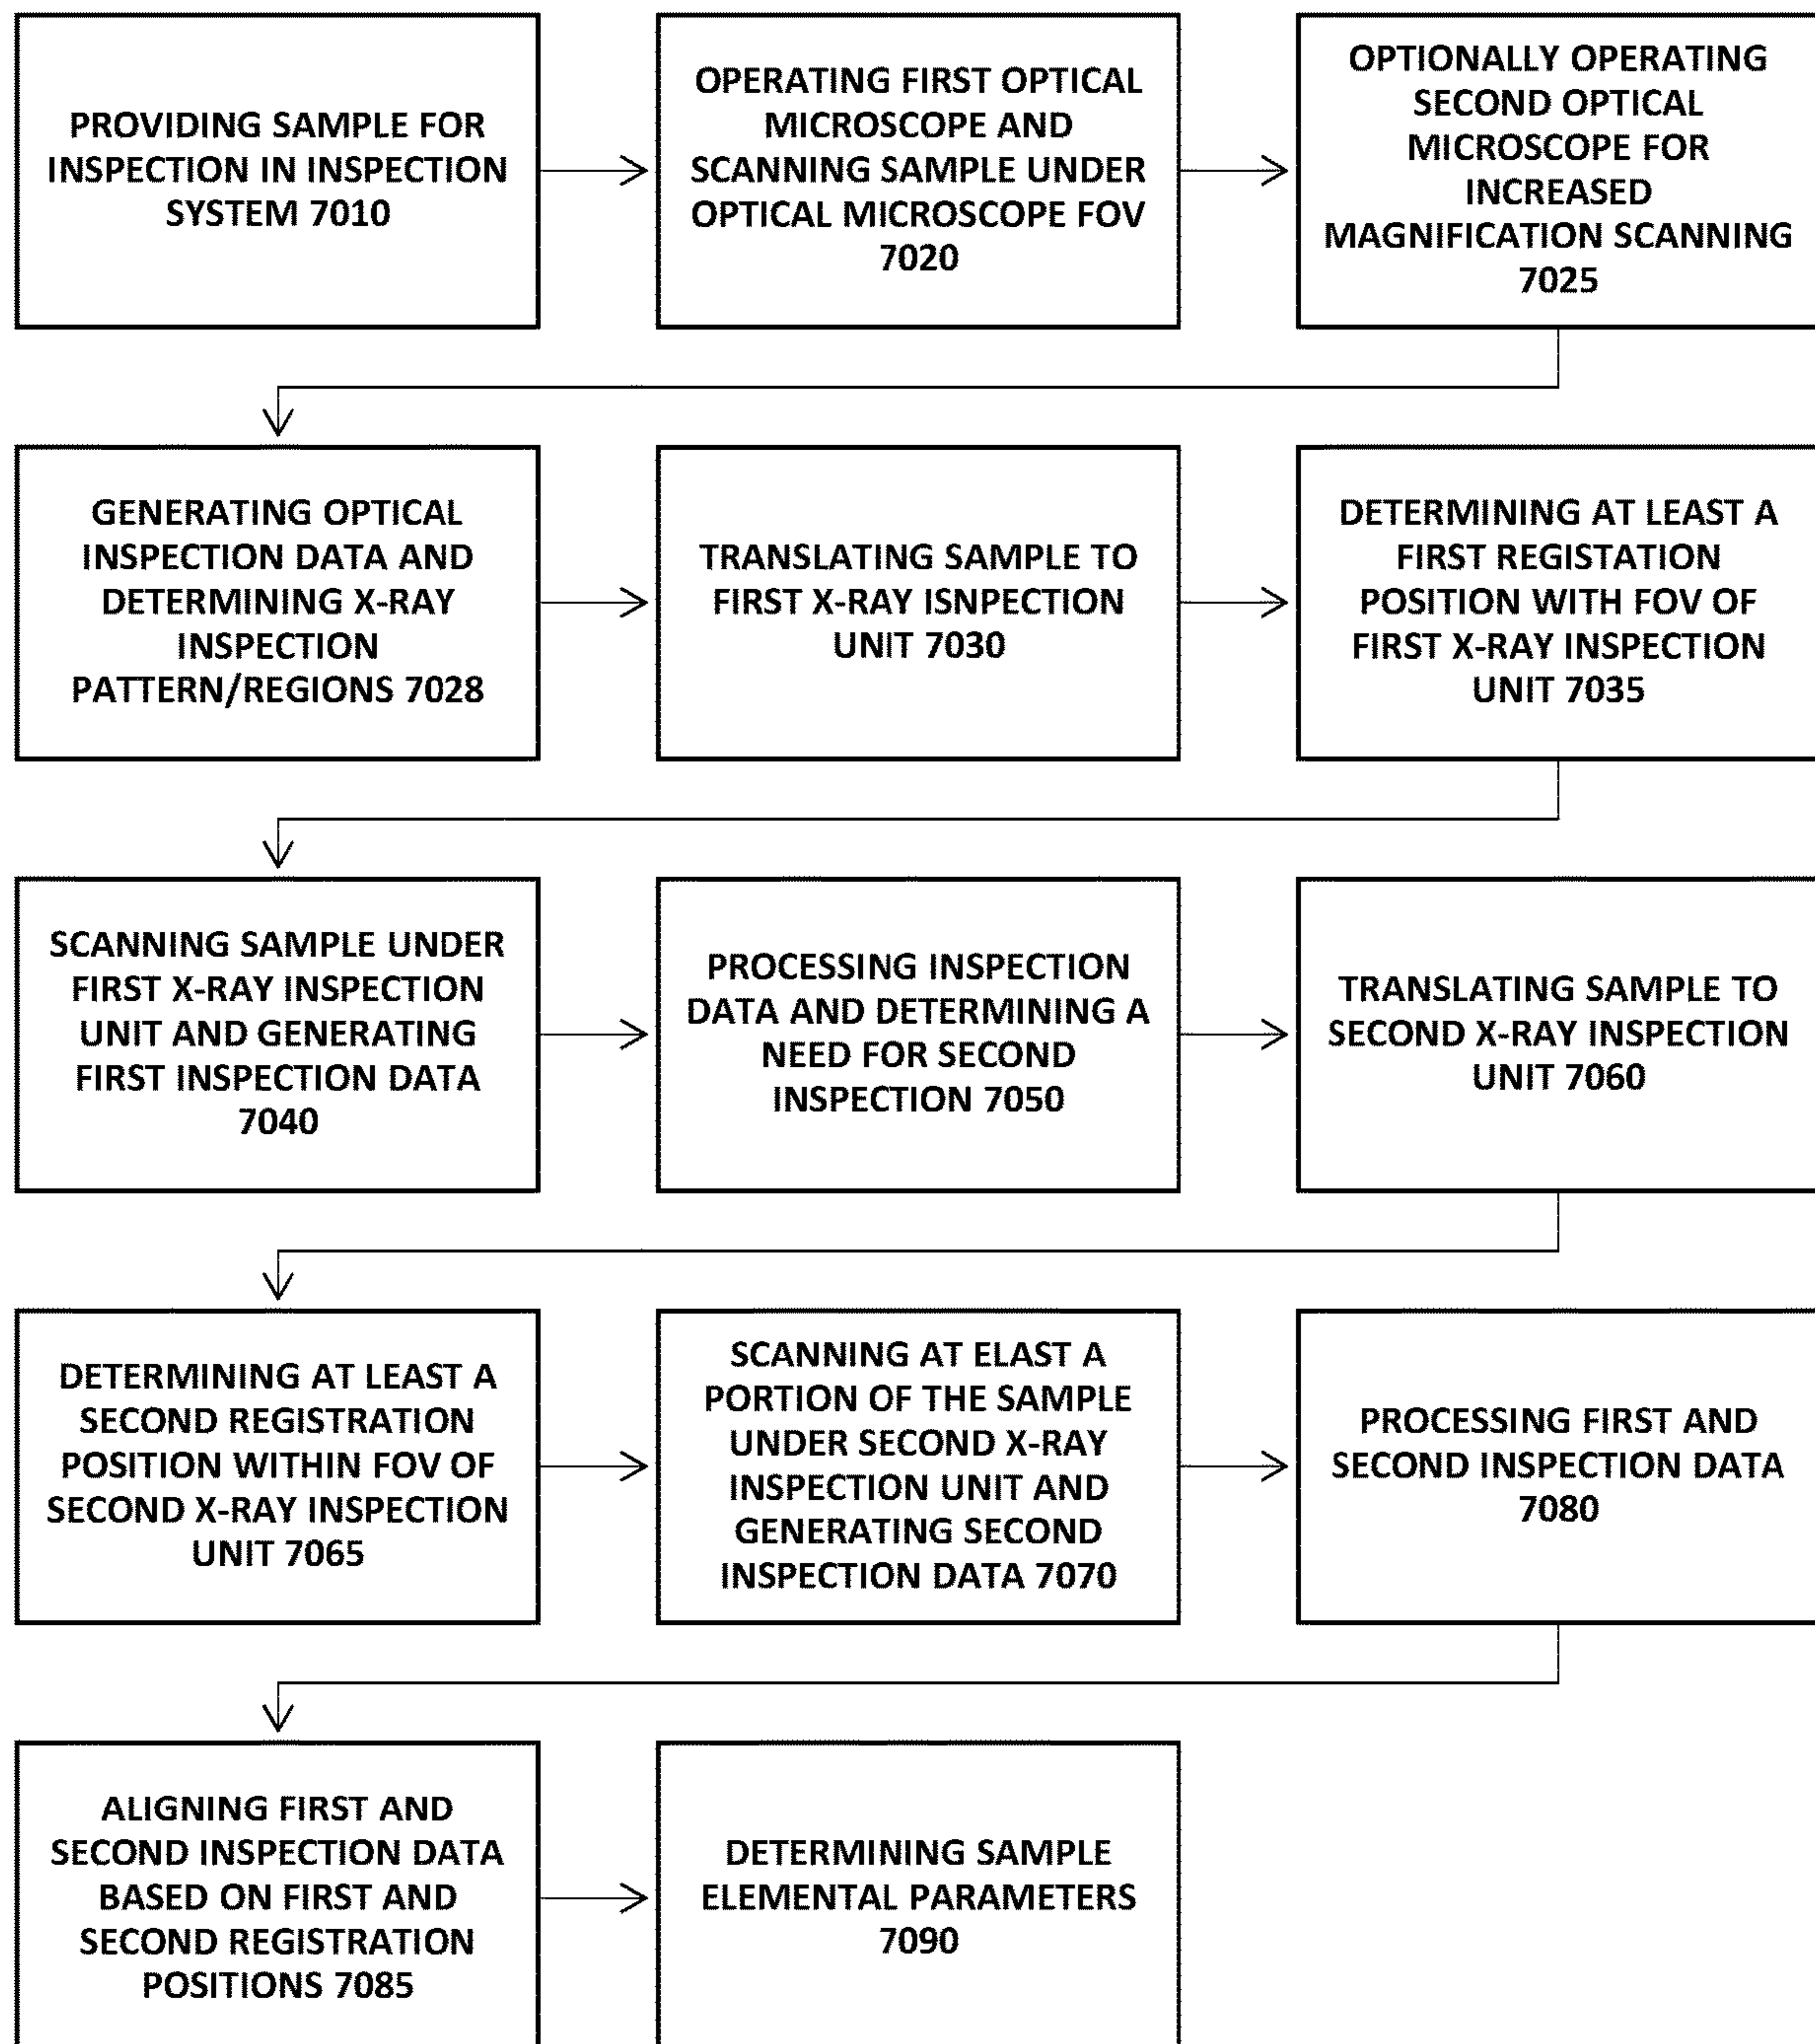 PROVIDING SAMPLE FOR
INSPECTION IN INSPECTION
SYSTEM 7010
OPERATING FIRST OPTICAL
MICROSCOPE AND
SCANNING SAMPLE UNDER
OPTICAL MICROSCOPE FOV
7020
OPTIONALLY OPERATING
SECOND OPTICAL
MICROSCOPE FOR
INCREASED
MAGNIFICATION SCANNING
7025
GENERATING OPTICAL
INSPECTION DATA AND
DETERMINING X-RAY
INSPECTION
PATTERN/REGIONS 7028
TRANSLATING SAMPLE TO
FIRST X-RAY ISNPECTION
UNIT 7030
DETERMINING AT LEAST A
FIRST REGISTATION
POSITION WITH FOV OF
FIRST X-RAY INSPECTION
UNIT 7035
SCANNING SAMPLE UNDER
FIRST X-RAY INSPECTION
UNIT AND GENERATING
FIRST INSPECTION DATA
7040
PROCESSING INSPECTION
DATA AND DETERMINING A
NEED FOR SECOND
INSPECTION 7050
TRANSLATING SAMPLE TO
SECOND X-RAY INSPECTION
UNIT 7060
DETERMINING AT LEAST A
SECOND REGISTRATION
POSITION WITHIN FOV OF
SECOND X-RAY INSPECTION
UNIT 7065
SCANNING AT ELAST A
PORTION OF THE SAMPLE
UNDER SECOND X-RAY
INSPECTION UNIT AND
GENERATING SECOND
INSPECTION DATA 7070
PROCESSING FIRST AND
SECOND INSPECTION DATA
7080
ALIGNING FIRST AND
SECOND INSPECTION DATA
BASED ON FIRST AND
SECOND REGISTRATION
POSITIONS 7085
DETERMINING SAMPLE
ELEMENTAL PARAMETERS
7090